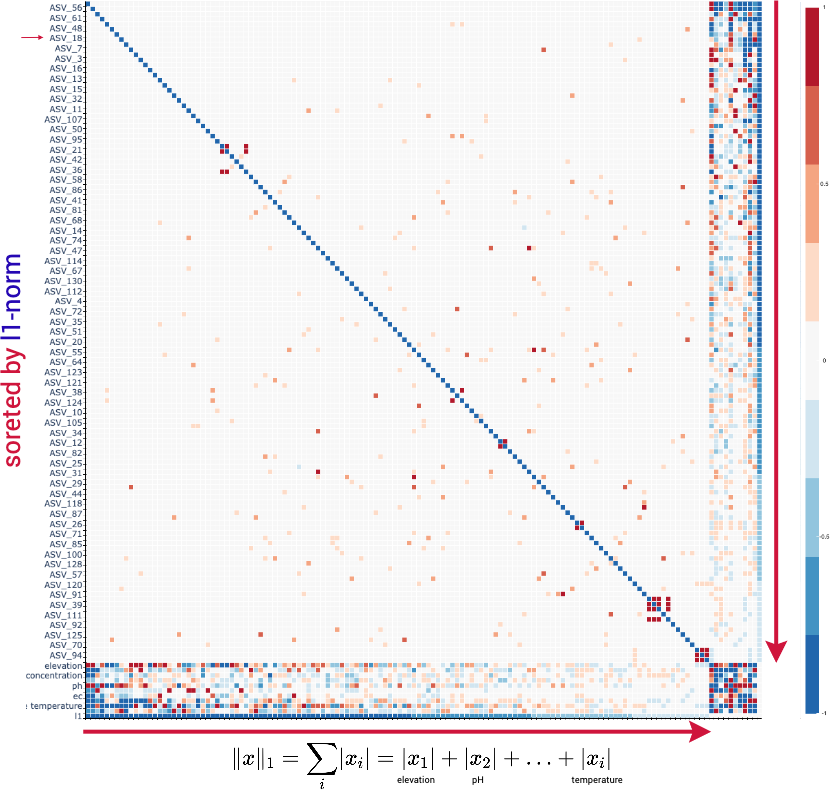 ASV_56
ASV_61
ASV_48
ASV_18
ASV_7
ASV_3
ASV_16
ASV_13
ASV_15
ASV_32
ASV_11
ASV_107
ASV_50
ASV_95
ASV_21
ASV_42
ASV_36
ASV_58
ASV_86
ASV_41
ASV_81
ASV_68
ASV_14
ASV_74
ASV_47
ASV_114
ASV_67
ASV_130
ASV_112
ASV_4
ASV_72
ASV_35
ASV_51
ASV_20
ASV_55
ASV_64
ASV_123
ASV_121
ASV_38
ASV_124
ASV_10
ASV_105
ASV_34
ASV_12
ASV_82
ASV_25
ASV_31
ASV_29
ASV_44
ASV_118
ASV_87
ASV_26
ASV_71
ASV_85
ASV_100
ASV_128
ASV_57
ASV_120
ASV_91
ASV_39
ASV_111
ASV_92
ASV_125
ASV_70
ASV_94
elevation
concentration
ph
ec
: temperature
l1
soreted by l1-norm
1
0.5
0
-0.5
-1
‖x‖₁ = ∑ᵢ |xᵢ| = |x₁| + |x₂| + … + |xᵢ|
elevation pH temperature